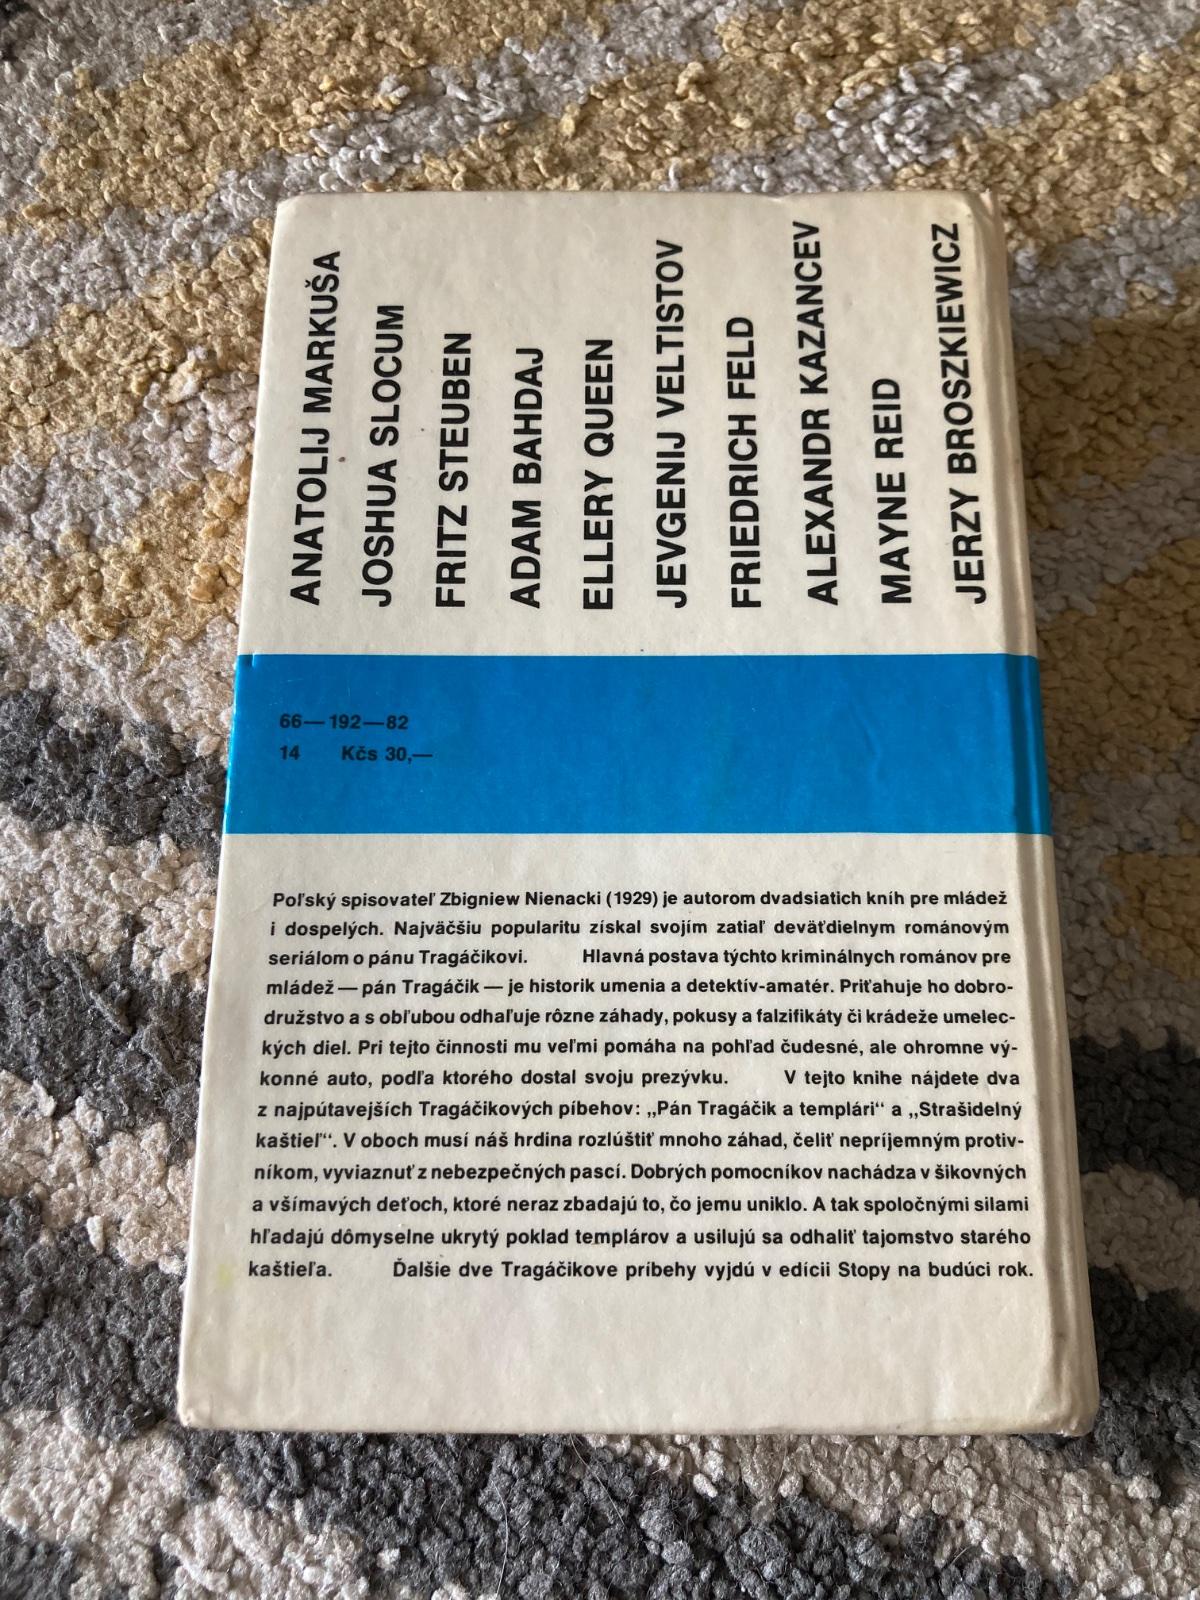 ANATOLIJ MARKUŠA
JOSHUA SLOCUM
FRITZ STEUBEN
ADAM BAHDAJ
ELLERY QUEEN
JEVGENIJ VELTISTOV
FRIEDRICH FELD
ALEXANDR KAZANCEV
MAYNE REID
JERZY BROSZKIEWICZ
66—192—82
14 Kčs 30,—
Poľský spisovateľ Zbigniew Nienacki (1929) je autorom dvadsiatich kníh pre mládež
i dospelých. Najväčšiu popularitu získal svojím zatiaľ deväťdielnym románovým
seriálom o pánu Tragáčikovi. Hlavná postava týchto kriminálnych románov pre
mládež — pán Tragáčik — je historik umenia a detektív-amatér. Priťahuje ho dobro-
družstvo a s obľubou odhaľuje rôzne záhady, pokusy a falzifikáty či krádeže umelec-
kých diel. Pri tejto činnosti mu veľmi pomáha na pohľad čudesné, ale ohromne vý-
konné auto, podľa ktorého dostal svoju prezývku. V tejto knihe nájdete dva
z najpútavejších Tragáčikových píbehov: „Pán Tragáčik a templári“ a „Strašidelný
kaštieľ“. V oboch musí náš hrdina rozlúštiť mnoho záhad, čeliť nepríjemným protiv-
níkom, vyviaznuť z nebezpečných pascí. Dobrých pomocníkov nachádza v šikovných
a všímavých deťoch, ktoré neraz zbadajú to, čo jemu uniklo. A tak spoločnými silami
hľadajú dômyselne ukrytý poklad templárov a usilujú sa odhaliť tajomstvo starého
kaštieľa. Ďalšie dve Tragáčikove príbehy vyjdú v edícii Stopy na budúci rok.